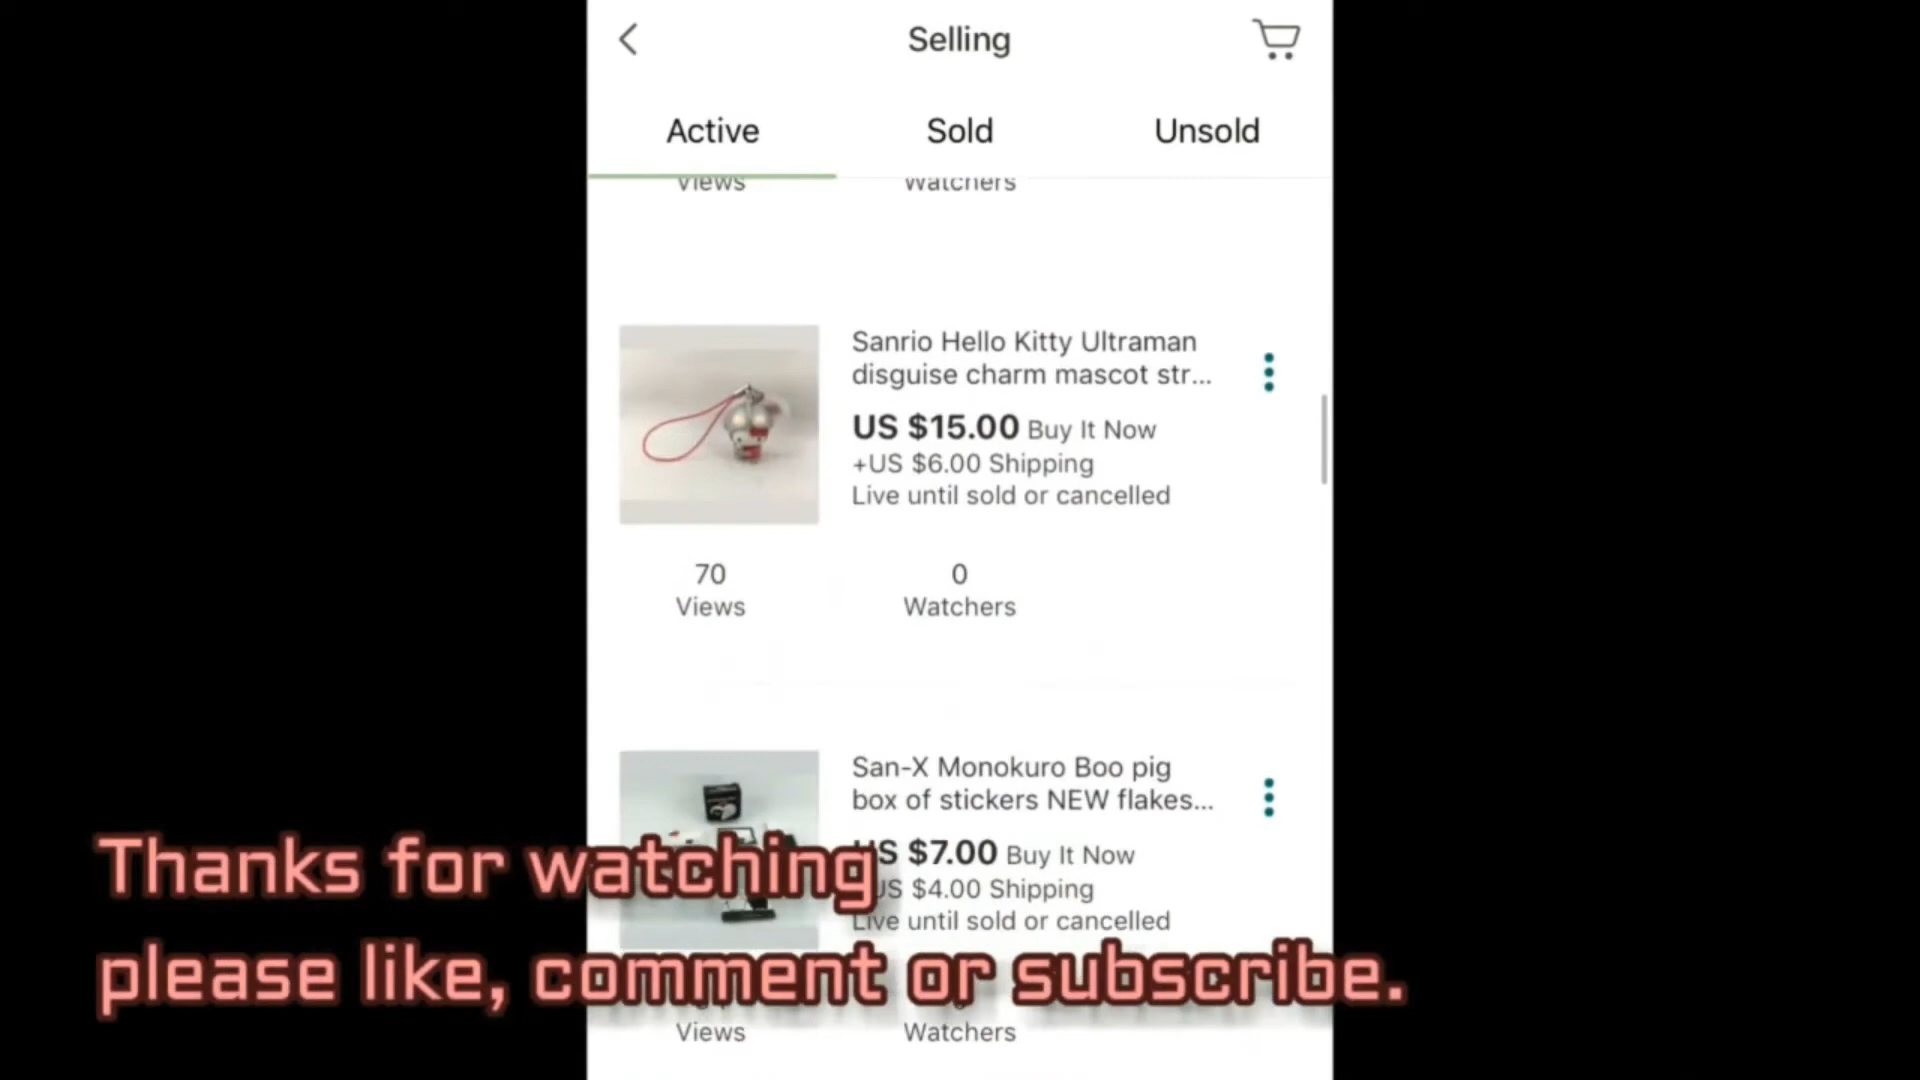 Selling
Active
Sold
Unsold
Views
Watchers
Sanrio Hello Kitty Ultraman
disguise charm mascot str...
US $15.00 Buy It Now
+US $6.00 Shipping
Live until sold or cancelled
70
Views
0
Watchers
San-X Monokuro Boo pig
box of stickers NEW flakes...
US $7.00 Buy It Now
US $4.00 Shipping
Live until sold or cancelled
Thanks for watching
please like, comment or subscribe.
Views
Watchers